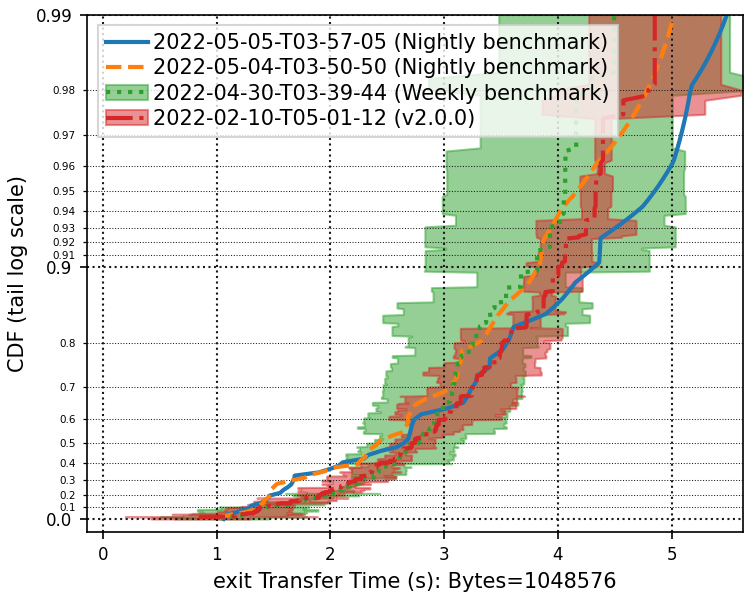 2022-05-05-T03-57-05 (Nightly benchmark)
2022-05-04-T03-50-50 (Nightly benchmark)
2022-04-30-T03-39-44 (Weekly benchmark)
2022-02-10-T05-01-12 (v2.0.0)
CDF (tail log scale)
0.99
0.98
0.97
0.96
0.95
0.94
0.93
0.92
0.91
0.9
0.8
0.7
0.6
0.5
0.4
0.3
0.2
0.1
0.0
0 1 2 3 4 5
exit Transfer Time (s): Bytes=1048576